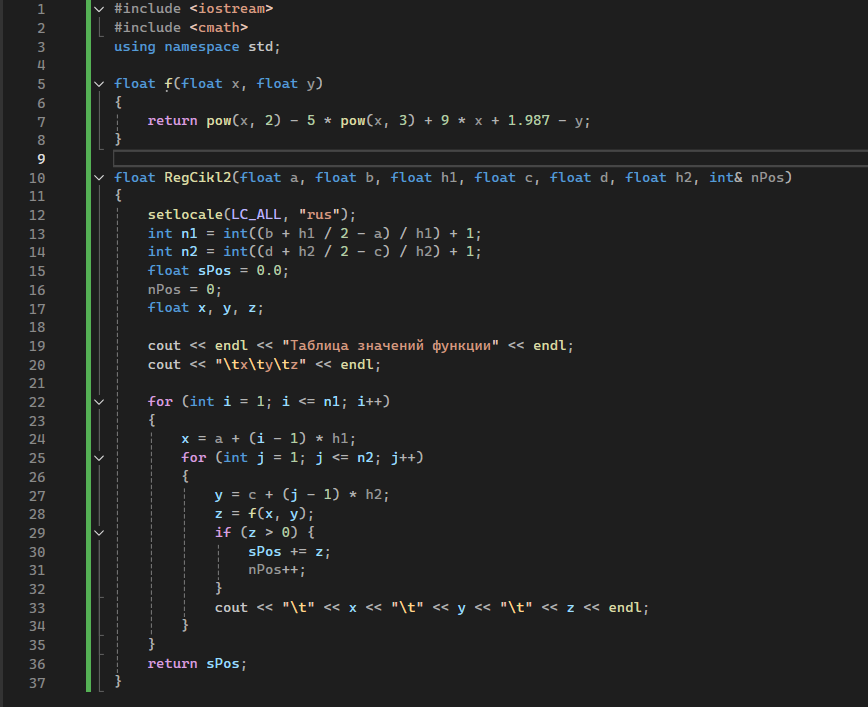 1 #include <iostream>
2 #include <cmath>
3 using namespace std;
4
5 float f(float x, float y)
6 {
7     return pow(x, 2) - 5 * pow(x, 3) + 9 * x + 1.987 - y;
8 }
9
10 float RegCikl2(float a, float b, float h1, float c, float d, float h2, int& nPos)
11 {
12     setlocale(LC_ALL, "rus");
13     int n1 = int((b + h1 / 2 - a) / h1) + 1;
14     int n2 = int((d + h2 / 2 - c) / h2) + 1;
15     float sPos = 0.0;
16     nPos = 0;
17     float x, y, z;
18
19     cout << endl << "Таблица значений функции" << endl;
20     cout << "\tx\ty\tz" << endl;
21
22     for (int i = 1; i <= n1; i++)
23     {
24         x = a + (i - 1) * h1;
25         for (int j = 1; j <= n2; j++)
26         {
27             y = c + (j - 1) * h2;
28             z = f(x, y);
29             if (z > 0) {
30                 sPos += z;
31                 nPos++;
32             }
33             cout << "\t" << x << "\t" << y << "\t" << z << endl;
34         }
35     }
36     return sPos;
37 }